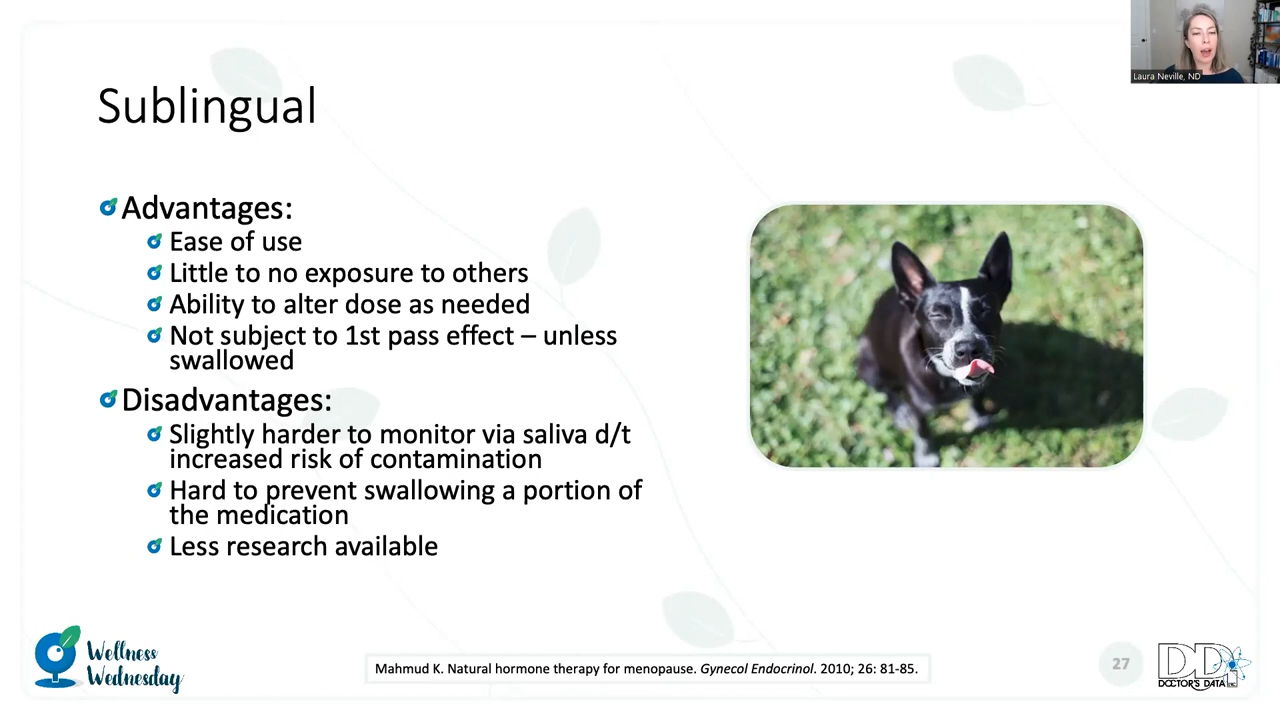 Laura Neville, ND
Sublingual
Advantages:
Ease of use
Little to no exposure to others
Ability to alter dose as needed
Not subject to 1st pass effect – unless
swallowed
Disadvantages:
Slightly harder to monitor via saliva d/t
increased risk of contamination
Hard to prevent swallowing a portion of
the medication
Less research available
Wellness
Wednesday
Mahmud K. Natural hormone therapy for menopause. Gynecol Endocrinol. 2010; 26: 81-85.
27
DDI
DOCTOR'S DATA INC.